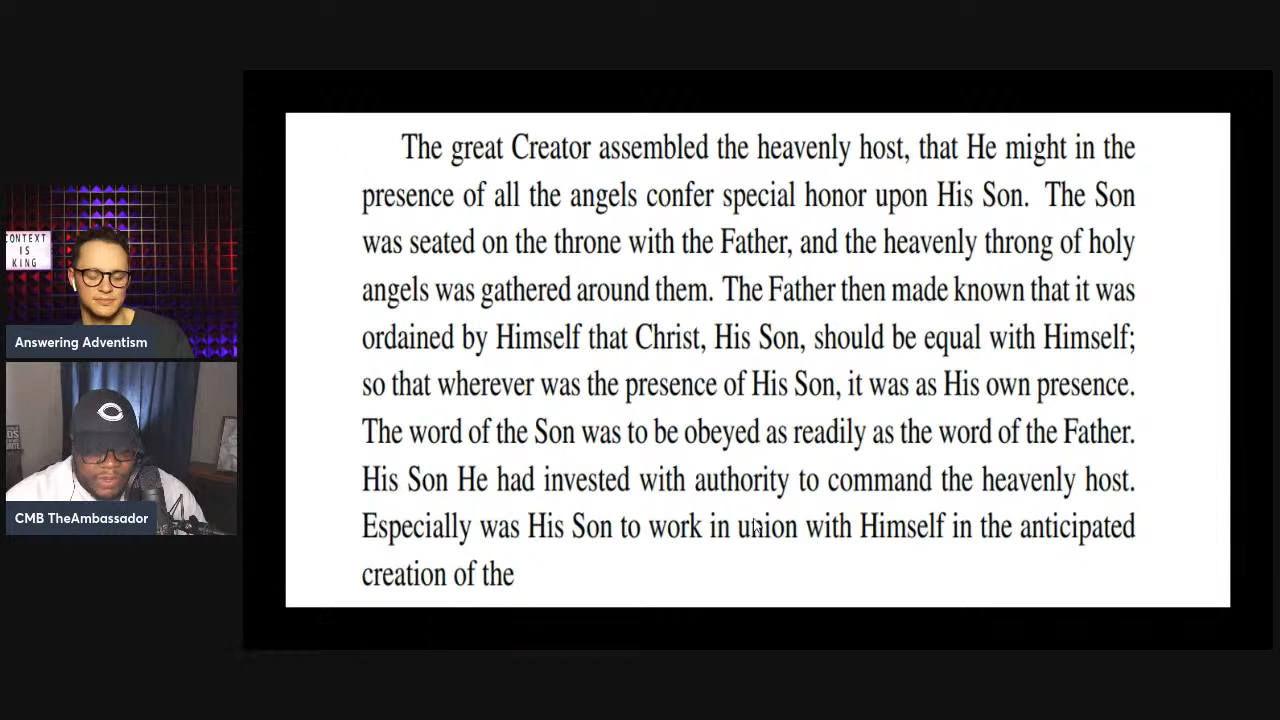 CONTEXT
IS
KING
Answering Adventism
CMB TheAmbassador
The great Creator assembled the heavenly host, that He might in the
presence of all the angels confer special honor upon His Son. The Son
was seated on the throne with the Father, and the heavenly throng of holy
angels was gathered around them. The Father then made known that it was
ordained by Himself that Christ, His Son, should be equal with Himself;
so that wherever was the presence of His Son, it was as His own presence.
The word of the Son was to be obeyed as readily as the word of the Father.
His Son He had invested with authority to command the heavenly host.
Especially was His Son to work in union with Himself in the anticipated
creation of the